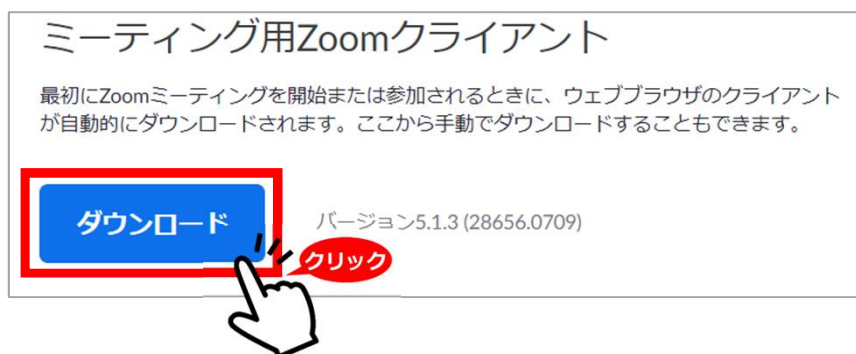 ミーティング用Zoomクライアント
最初にZoomミーティングを開始または参加されるときに、ウェブブラウザのクライアント
が自動的にダウンロードされます。ここから手動でダウンロードすることもできます。
ダウンロード
バージョン5.1.3 (28656.0709)
クリック